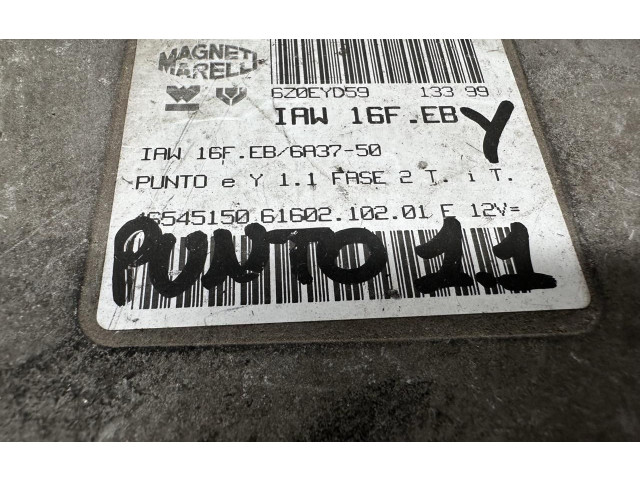 MAGNETI
MARELLI
6Z0EYD59 133 99
IAW 16F.EB Y
IAW 16F.EB/6A37-50
PUNTO e Y 1.1 FASE 2 T. i T.
46545150 61602.102.01 E 12V=
PUNTO 1.1